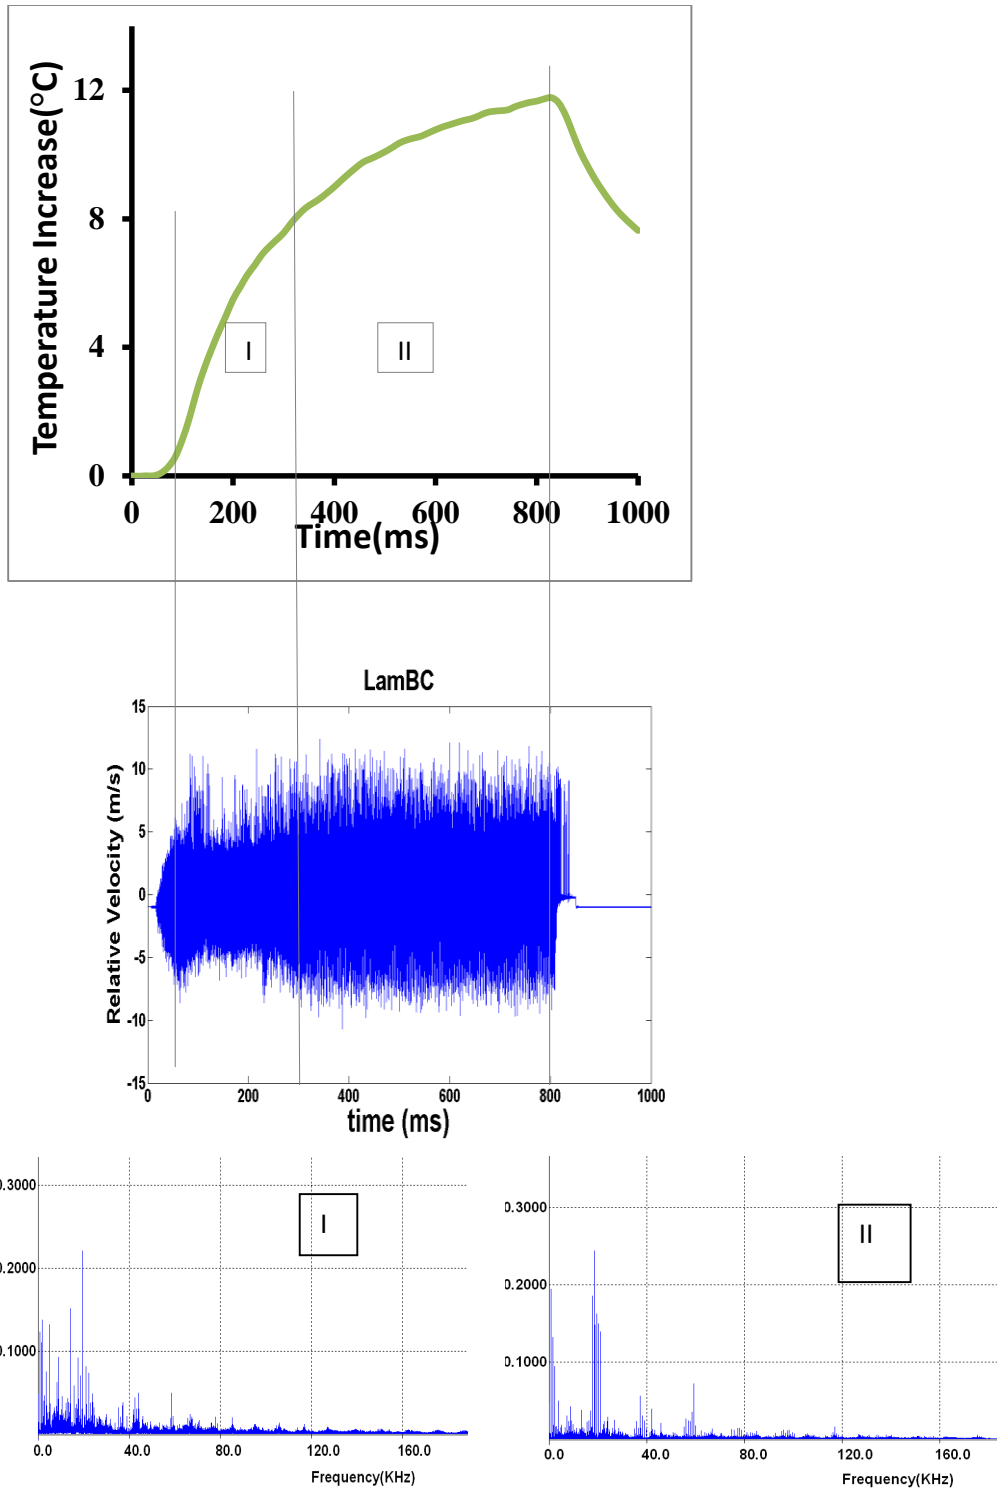 Temperature Increase(°C)
12
8
4
0
I
II
0 200 400 600 800 1000
Time(ms)
LamBC
Relative Velocity (m/s)
15
10
5
0
-5
-10
-15
0 200 400 600 800 1000
time (ms)
0.3000
0.2000
0.1000
I
0.0 40.0 80.0 120.0 160.0
Frequency(KHz)
0.3000
0.2000
0.1000
II
0.0 40.0 80.0 120.0 160.0
Frequency(KHz)